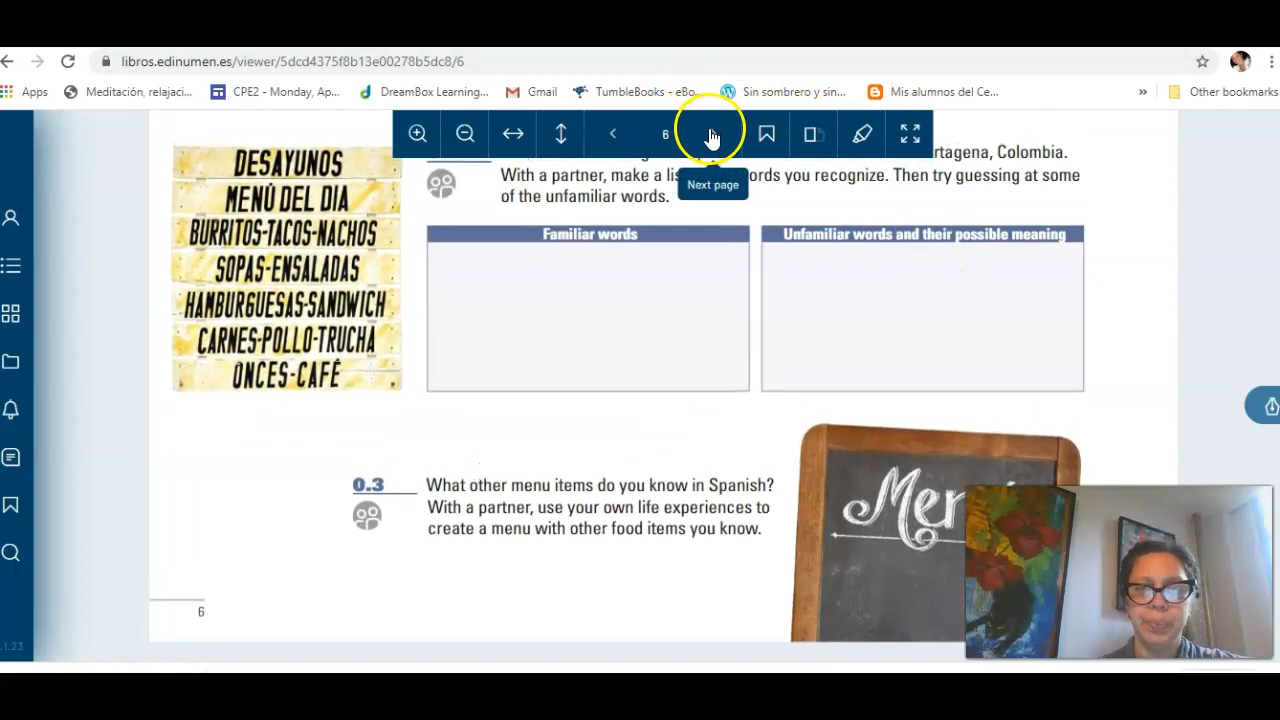 libros.edinumen.es/viewer/5dcd4375f8b13e00278b5dc8/6
Apps
Meditación, relajaci...
CPE2 - Monday, Ap...
DreamBox Learning...
Gmail
TumbleBooks - eBo...
Sin sombrero y sin...
Mis alumnos del Ce...
»
Other bookmarks
6
Next page
artagena, Colombia.
With a partner, make a lis ords you recognize. Then try guessing at some
of the unfamiliar words.
DESAYUNOS
MENÚ DEL DIA
BURRITOS-TACOS-NACHOS
SOPAS-ENSALADAS
HAMBURGUESAS-SANDWICH
CARNES-POLLO-TRUCHA
ONCES-CAFÉ
Familiar words
Unfamiliar words and their possible meaning
0.3
What other menu items do you know in Spanish?
With a partner, use your own life experiences to
create a menu with other food items you know.
Men
6
.1.23